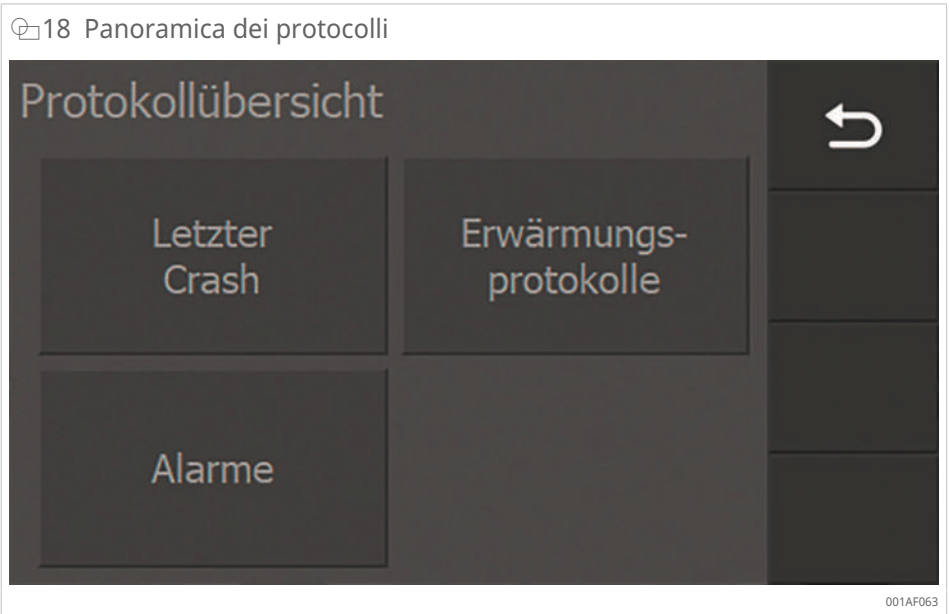 18 Panoramica dei protocolli
Protokollübersicht
Letzter
Crash
Erwärmungs-
protokolle
Alarme
001AF063